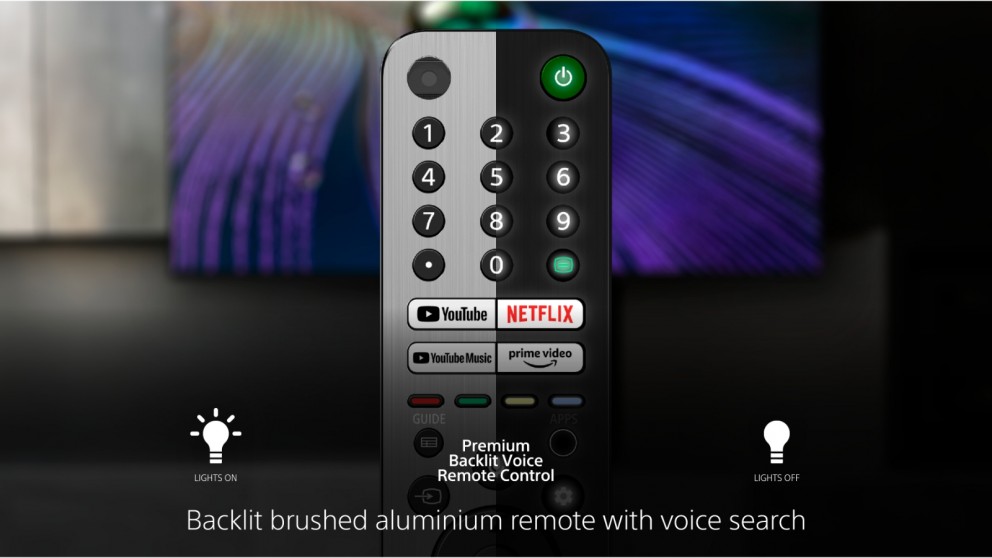 1 2 3
4 5 6
7 8 9
0
YouTube NETFLIX
YouTube Music prime video
GUIDE APPS
Premium
Backlit Voice
Remote Control
LIGHTS ON LIGHTS OFF
Backlit brushed aluminium remote with voice search